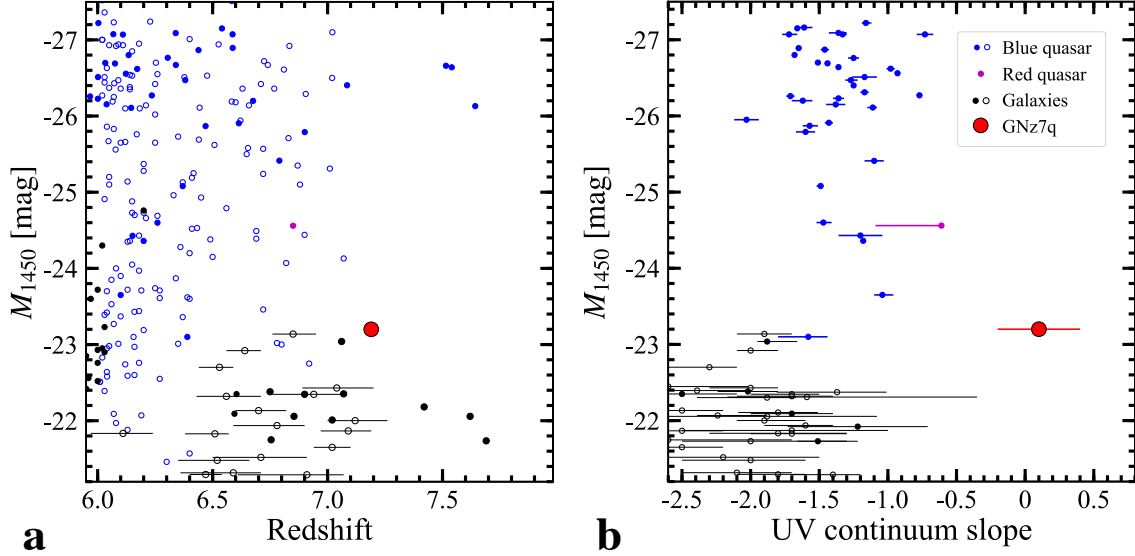 -27
-26
-25
-24
-23
-22
M1450 [mag]
6.0 6.5 7.0 7.5
Redshift
a
-27
-26
-25
-24
-23
-22
M1450 [mag]
-2.5 -2.0 -1.5 -1.0 -0.5 0.0 0.5
UV continuum slope
b
Blue quasar
Red quasar
Galaxies
GNz7q